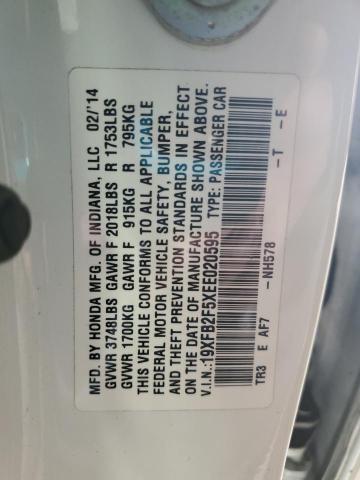 MFD. BY HONDA MFG. OF INDIANA, LLC 02/'14
GVWR 3748LBS GAWR F 2018LBS R 1753LBS
GVWR 1700KG GAWR F 915KG R 795KG
THIS VEHICLE CONFORMS TO ALL APPLICABLE
FEDERAL MOTOR VEHICLE SAFETY, BUMPER,
AND THEFT PREVENTION STANDARDS IN EFFECT
ON THE DATE OF MANUFACTURE SHOWN ABOVE.
V.I.N.:19XFB2F5XEE020595 TYPE: PASSENGER CAR
TR3 E AF7 -NH578 -T -E